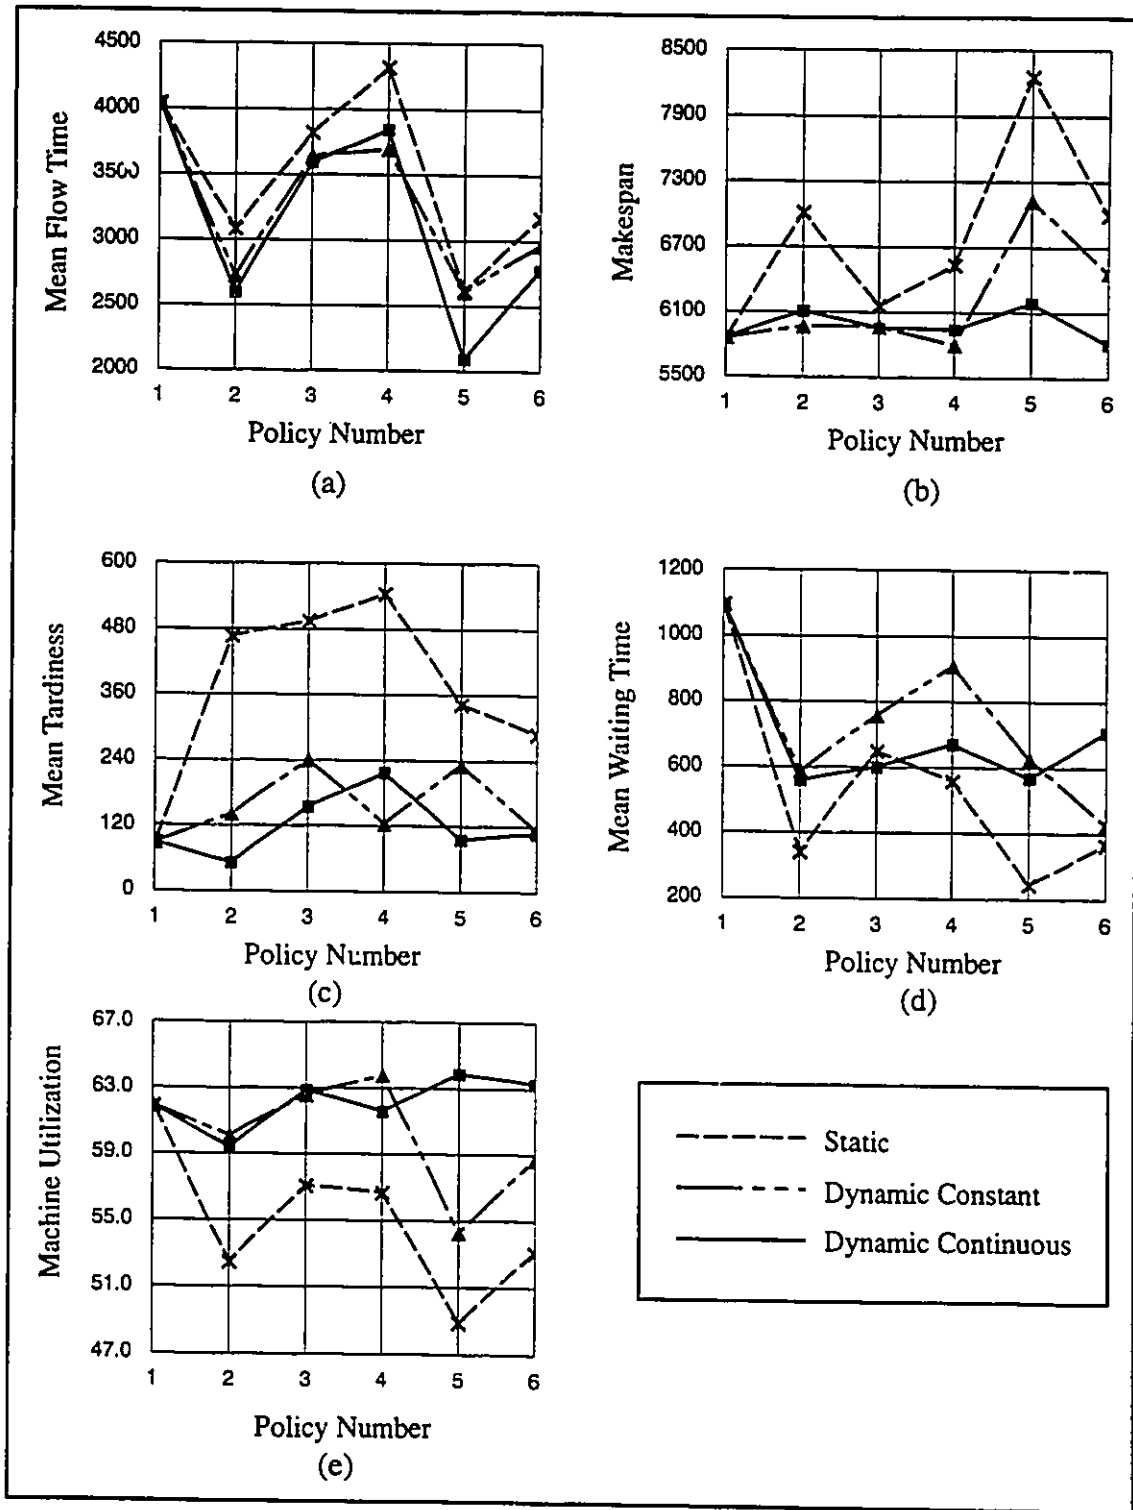 4500
4000
3500
3000
2500
2000
1 2 3 4 5 6
Mean Flow Time
Policy Number
(a)
8500
7900
7300
6700
6100
5500
1 2 3 4 5 6
Makespan
Policy Number
(b)
600
480
360
240
120
0
1 2 3 4 5 6
Mean Tardiness
Policy Number
(c)
1200
1000
800
600
400
200
1 2 3 4 5 6
Mean Waiting Time
Policy Number
(d)
67.0
63.0
59.0
55.0
51.0
47.0
1 2 3 4 5 6
Machine Utilization
Policy Number
(e)
Static
Dynamic Constant
Dynamic Continuous